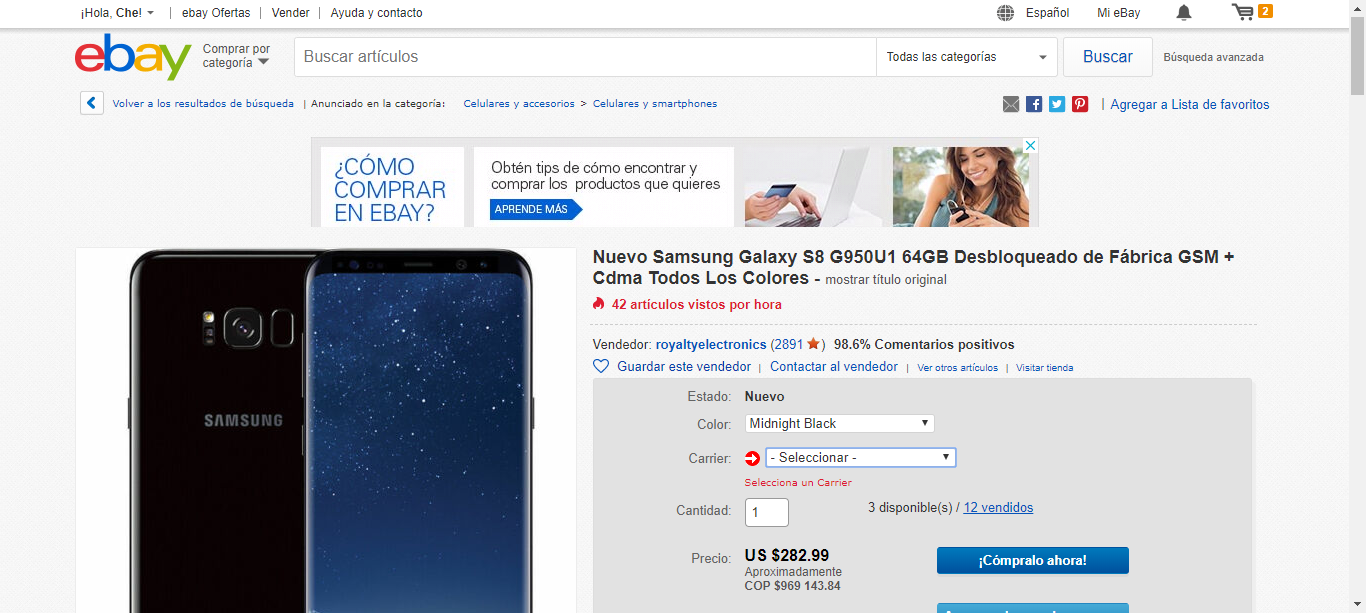 ¡Hola, Che! | ebay Ofertas | Vender | Ayuda y contacto
Español Mi eBay 2
ebay
Comprar por
categoría
Buscar artículos
Todas las categorías
Buscar
Búsqueda avanzada
Volver a los resultados de búsqueda | Anunciado en la categoría: Celulares y accesorios > Celulares y smartphones
| Agregar a Lista de favoritos
¿CÓMO
COMPRAR
EN EBAY?
Obtén tips de cómo encontrar y
comprar los productos que quieres
APRENDE MÁS
SAMSUNG
Nuevo Samsung Galaxy S8 G950U1 64GB Desbloqueado de Fábrica GSM +
Cdma Todos Los Colores - mostrar título original
42 artículos vistos por hora
Vendedor: royaltyelectronics (2891 ) 98.6% Comentarios positivos
Guardar este vendedor | Contactar al vendedor | Ver otros artículos | Visitar tienda
Estado: Nuevo
Color: Midnight Black
Carrier: - Seleccionar -
Selecciona un Carrier
Cantidad: 1 3 disponible(s) / 12 vendidos
Precio: US $282.99
Aproximadamente
COP $969 143.84
¡Cómpralo ahora!